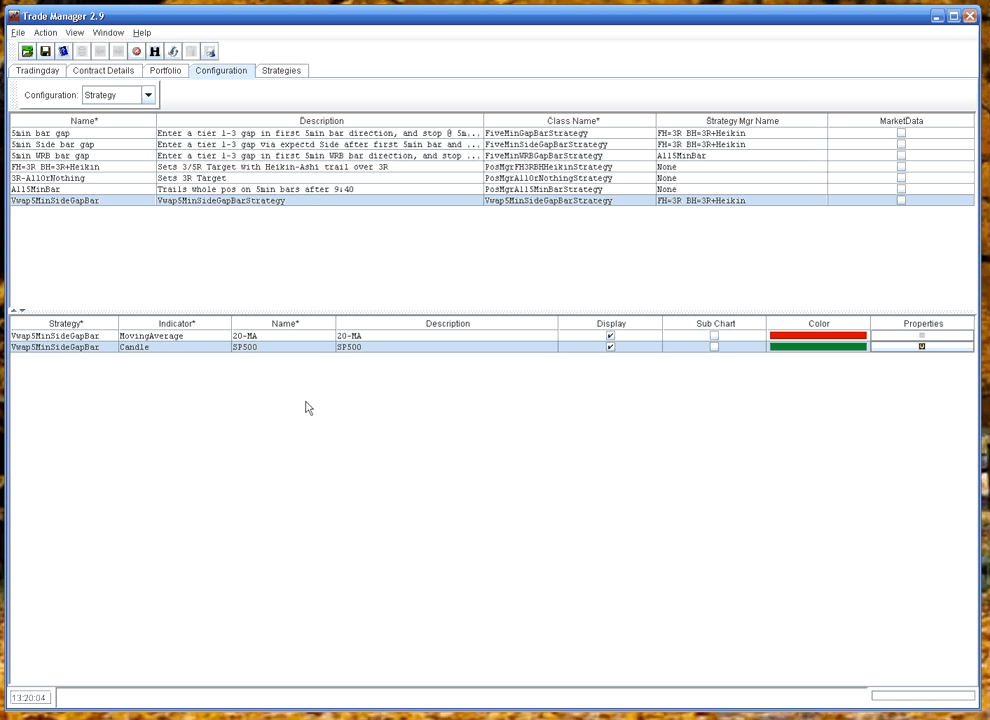 Trade Manager 2.9
File Action View Window Help
Tradingday Contract Details Portfolio Configuration Strategies
Configuration: Strategy
Name* Description Class Name* Strategy Mgr Name MarketData
5min bar gap Enter a tier 1-3 gap in first 5min bar direction, and stop @ 5m... FiveMinGapBarStrategy FH=3R BH=3R+Heikin
5min Side bar gap Enter a tier 1-3 gap via expectd Side after first 5min bar and ... FiveMinSideGapBarStrategy FH=3R BH=3R+Heikin
5min WRB bar gap Enter a tier 1-3 gap in first 5min WRB bar direction, and stop ... FiveMinWRBGapBarStrategy All5MinBar
FH=3R BH=3R+Heikin Sets 3/5R Target with Heikin-Ashi trail over 3R PosMgrFH3RBHHeikinStrategy None
3R-AllOrNothing Sets 3R Target PosMgrAllOrNothingStrategy None
All5MinBar Trails whole pos on 5min bars after 9:40 PosMgrAll5MinBarStrategy None
Vwap5MinSideGapBar Vwap5MinSideGapBarStrategy Vwap5MinSideGapBarStrategy FH=3R BH=3R+Heikin
Strategy* Indicator* Name* Description Display Sub Chart Color Properties
Vwap5MinSideGapBar MovingAverage 20-MA 20-MA
Vwap5MinSideGapBar Candle SP500 SP500
13:20:04